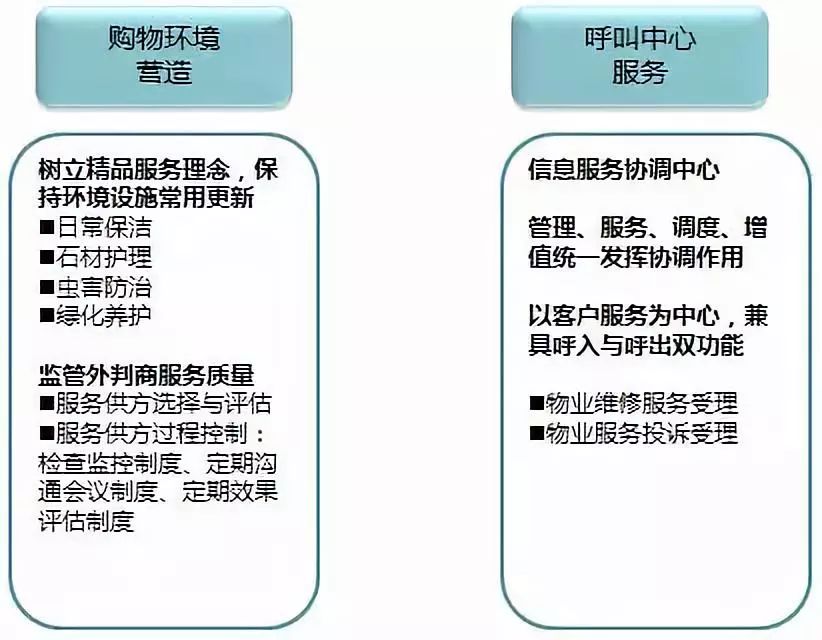 购物环境
营造
树立精品服务理念，保
持环境设施常用更新
■日常保洁
■石材护理
■虫害防治
■绿化养护
监管外判商服务质量
■服务供方选择与评估
■服务供方过程控制：
检查监控制度、定期沟
通会议制度、定期效果
评估制度
呼叫中心
服务
信息服务协调中心
管理、服务、调度、增
值统一发挥协调作用
以客户服务为中心，兼
具呼入与呼出双功能
■物业维修服务受理
■物业服务投诉受理